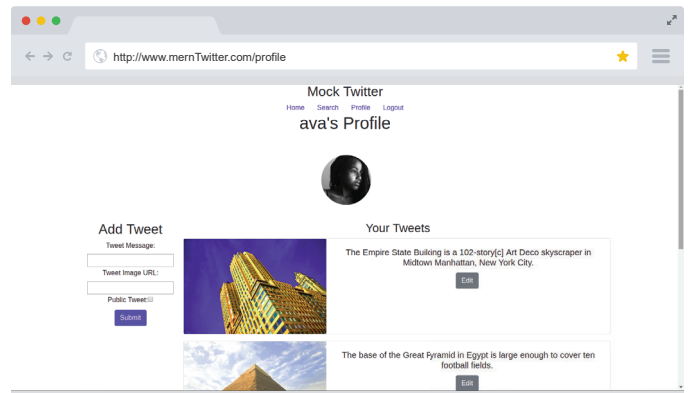 http://www.mernTwitter.com/profile
Mock Twitter
Home Search Profile Logout
ava's Profile
Add Tweet
Your Tweets
Tweet Message:
Tweet Image URL:
Public Tweet:
Submit
The Empire State Building is a 102-story[c] Art Deco skyscraper in
Midtown Manhattan, New York City.
Edit
The base of the Great Pyramid in Egypt is large enough to cover ten
football fields.
Edit